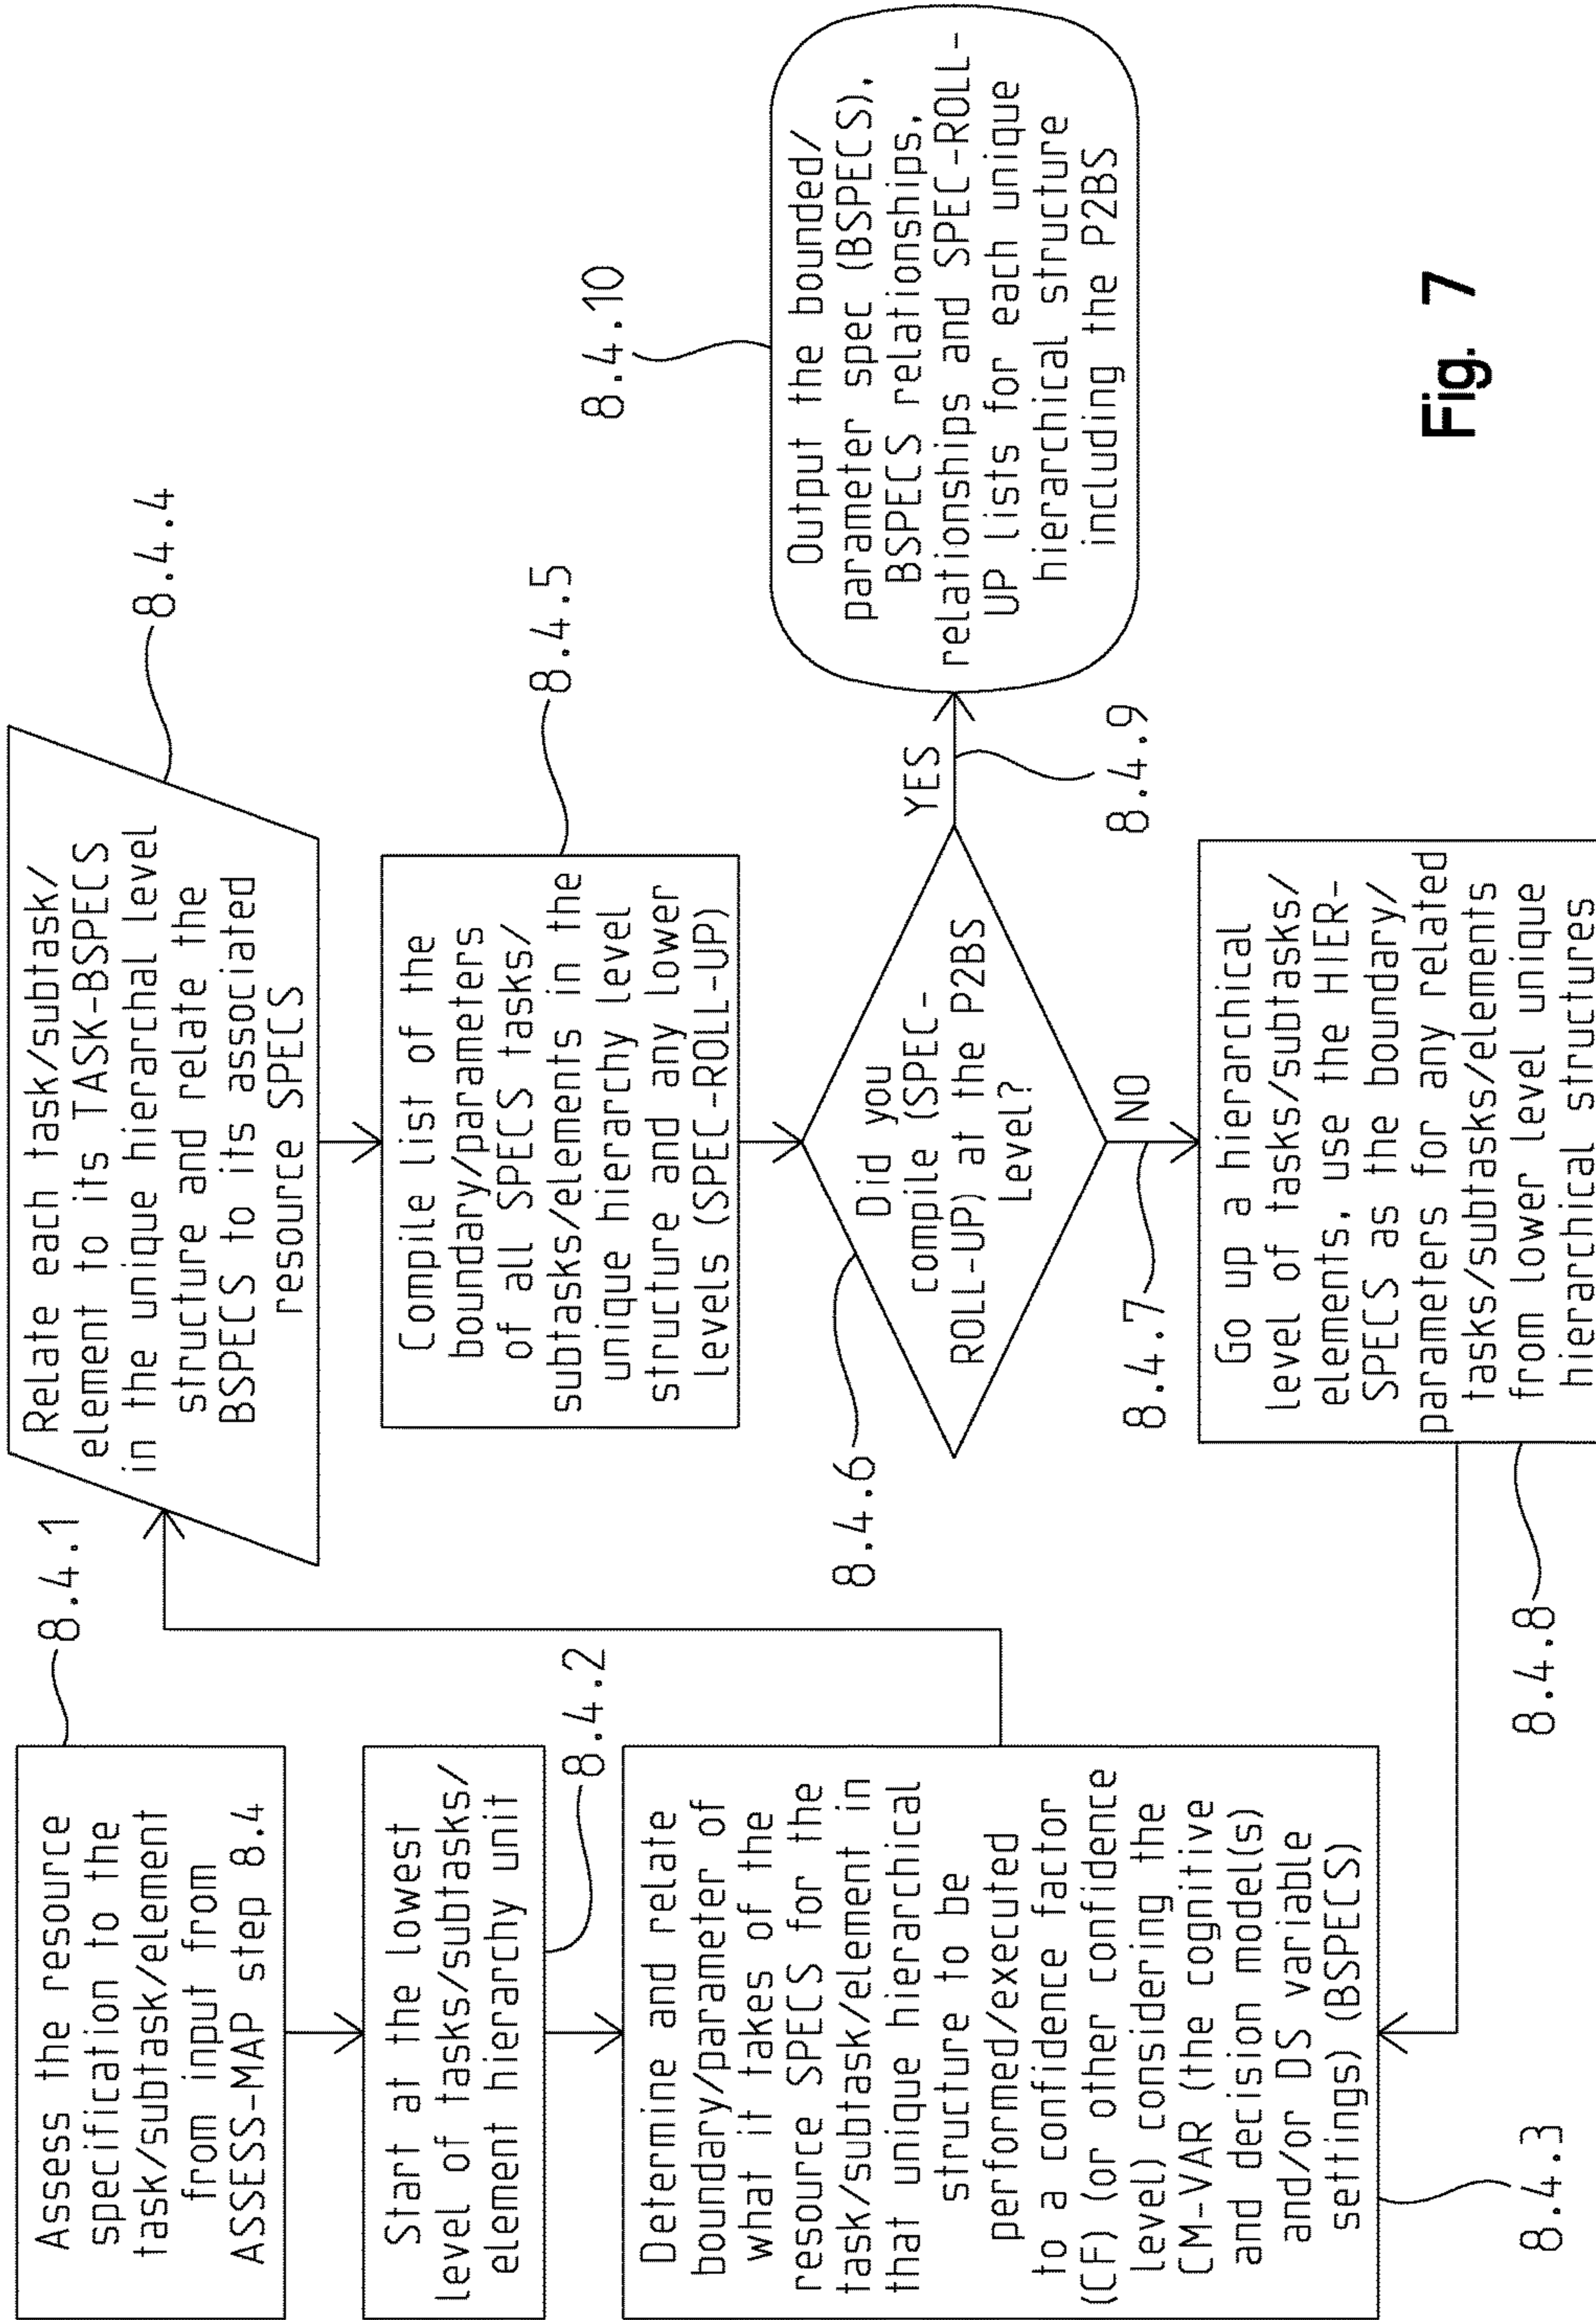 Assess the resource
specification to the
task/subtask/element
from input from
ASSESS-MAP step 8.4
8.4.1
Start at the lowest
level of tasks/subtasks/
element hierarchy unit
8.4.2
Determine and relate
boundary/parameter of
what it takes of the
resource SPECS for the
task/subtask/element in
that unique hierarchical
structure to be
performed/executed
to a confidence factor
(CF) (or other confidence
level) considering the
CM-VAR (the cognitive
and decision model(s)
and/or DS variable
settings) (BSPECS)
8.4.3
Relate each task/subtask/
element to its TASK-BSPECS
in the unique hierarchal level
structure and relate the
BSPECS to its associated
resource SPECS
8.4.4
Compile List of the
boundary/parameters
of all SPECS tasks/
subtasks/elements in the
unique hierarchy level
structure and any lower
levels (SPEC-ROLL-UP)
8.4.5
Did you
compile (SPEC-
ROLL-UP) at the P2BS
Level?
8.4.6
NO
8.4.7
Go up a hierarchical
level of tasks/subtasks/
elements, use the HIER-
SPECS as the boundary/
parameters for any related
tasks/subtasks/elements
from lower level unique
hierarchical structures
8.4.8
YES
8.4.9
Output the bounded/
parameter spec (BSPECS),
BSPECS relationships,
relationships and SPEC-ROLL-
UP lists for each unique
hierarchical structure
including the P2BS
8.4.10
Fig. 7